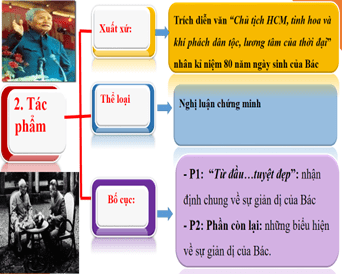 Xuất xứ:
Trích diễn văn “Chủ tịch HCM, tinh hoa và
khí phách dân tộc, lương tâm của thời đại”
nhân kỉ niệm 80 năm ngày sinh của Bác
2. Tác
phẩm
Thể loại
Nghị luận chứng minh
Bố cục:
- P1: “Từ đầu…tuyệt đẹp”: nhận
định chung về sự giản dị của Bác
- P2: Phần còn lại: những biểu hiện
về sự giản dị của Bác.